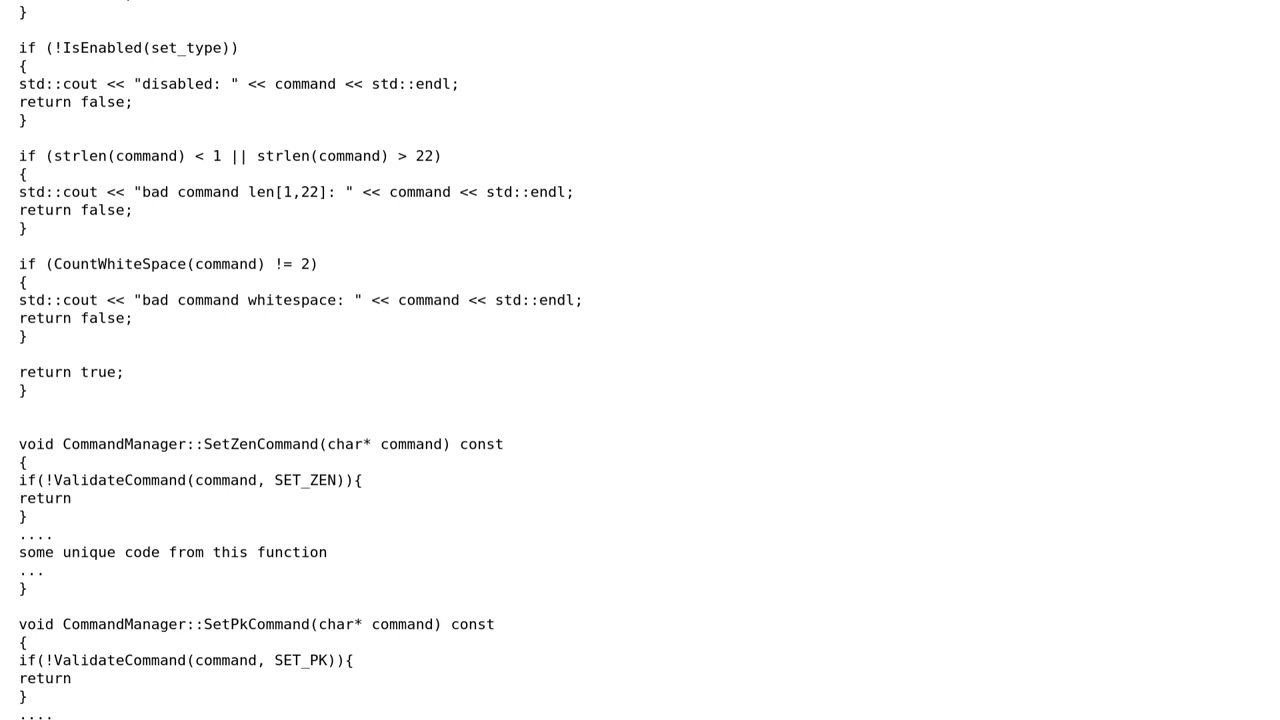 }
if (!IsEnabled(set_type))
{
std::cout << "disabled: " << command << std::endl;
return false;
}
if (strlen(command) < 1 || strlen(command) > 22)
{
std::cout << "bad command len[1,22]: " << command << std::endl;
return false;
}
if (CountWhiteSpace(command) != 2)
{
std::cout << "bad command whitespace: " << command << std::endl;
return false;
}
return true;
}
void CommandManager::SetZenCommand(char* command) const
{
if(!ValidateCommand(command, SET_ZEN)){
return
}
....
some unique code from this function
...
}
void CommandManager::SetPkCommand(char* command) const
{
if(!ValidateCommand(command, SET_PK)){
return
}
....